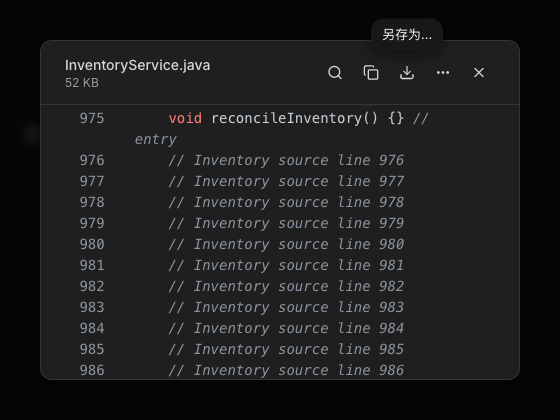 另存为...
InventoryService.java
52 KB
975 void reconcileInventory() {} //
entry
976 // Inventory source line 976
977 // Inventory source line 977
978 // Inventory source line 978
979 // Inventory source line 979
980 // Inventory source line 980
981 // Inventory source line 981
982 // Inventory source line 982
983 // Inventory source line 983
984 // Inventory source line 984
985 // Inventory source line 985
986 // Inventory source line 986